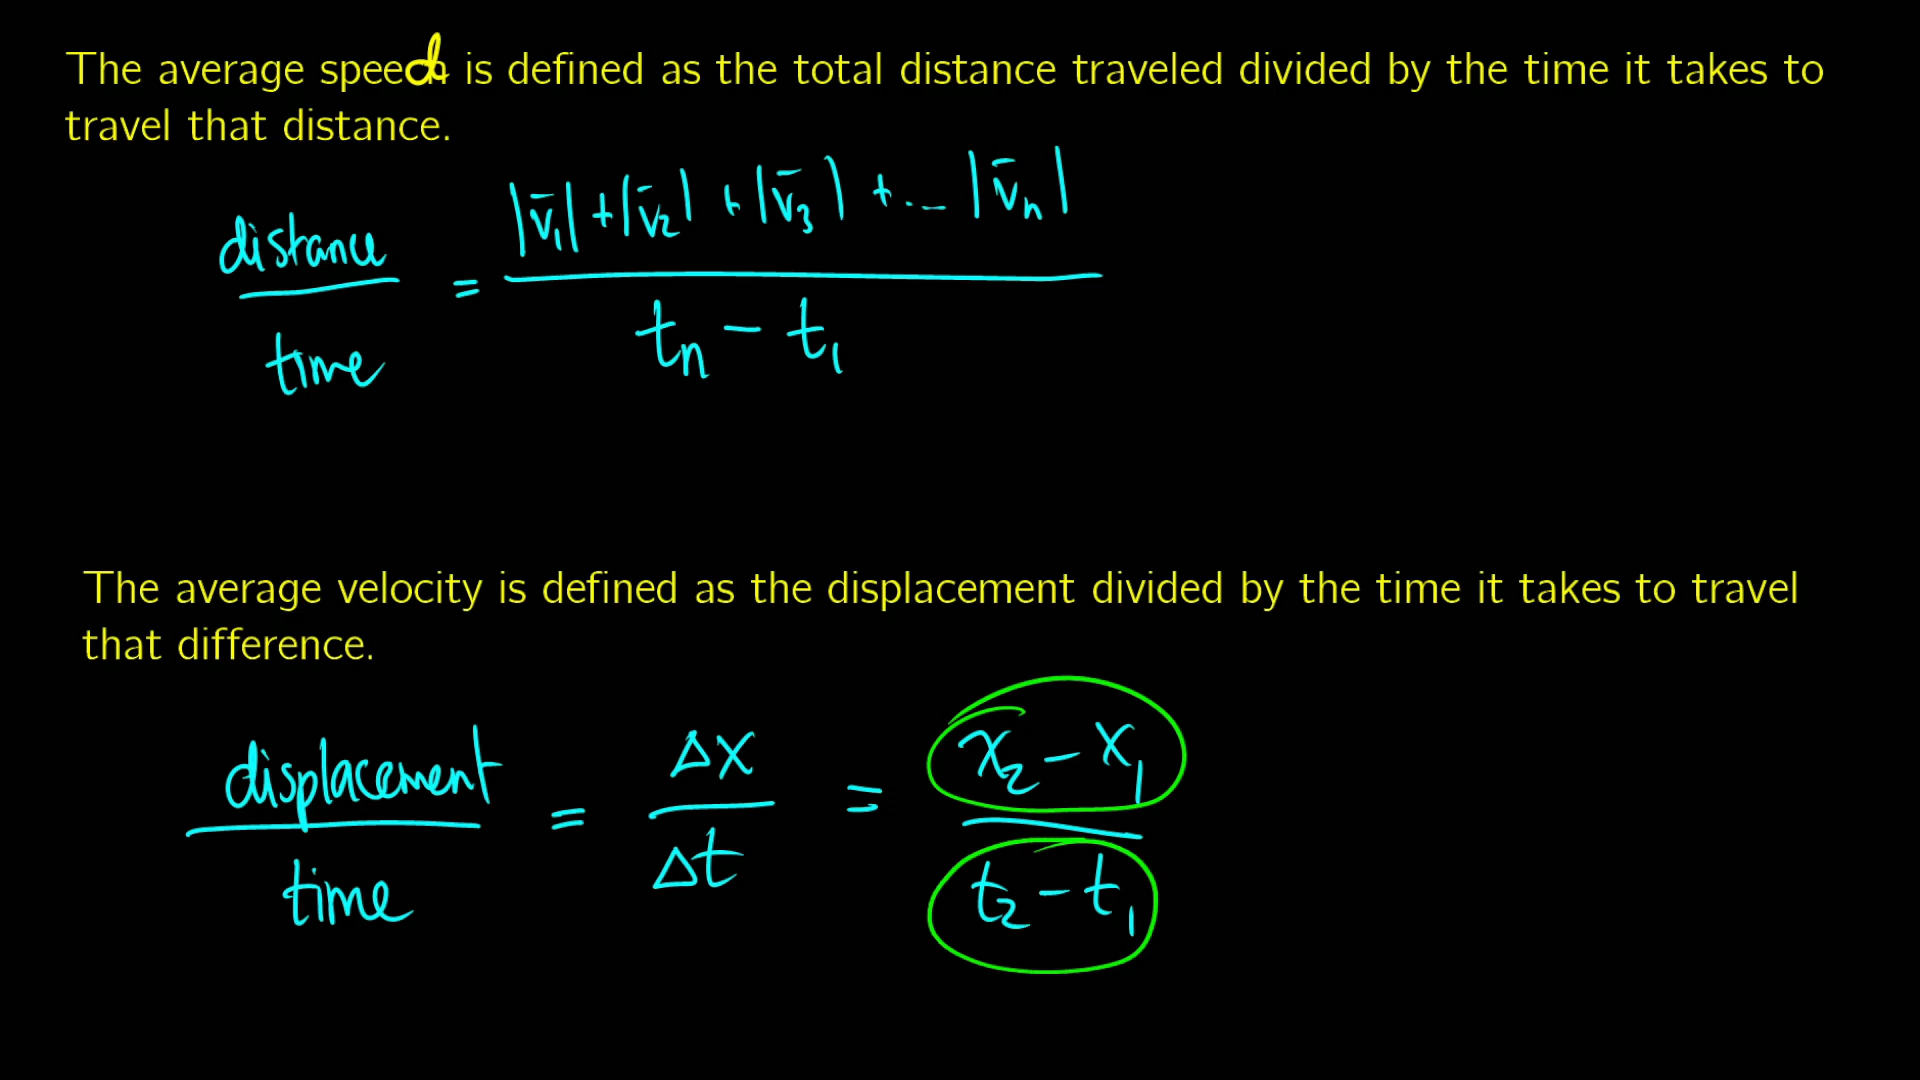 The average speed is defined as the total distance traveled divided by the time it takes to
travel that distance.
distance / time = |v̄₁| + |v̄₂| + |v̄₃| + ... |v̄ₙ| / tₙ - t₁
The average velocity is defined as the displacement divided by the time it takes to travel
that difference.
displacement / time = Δx / Δt = x₂ - x₁ / t₂ - t₁